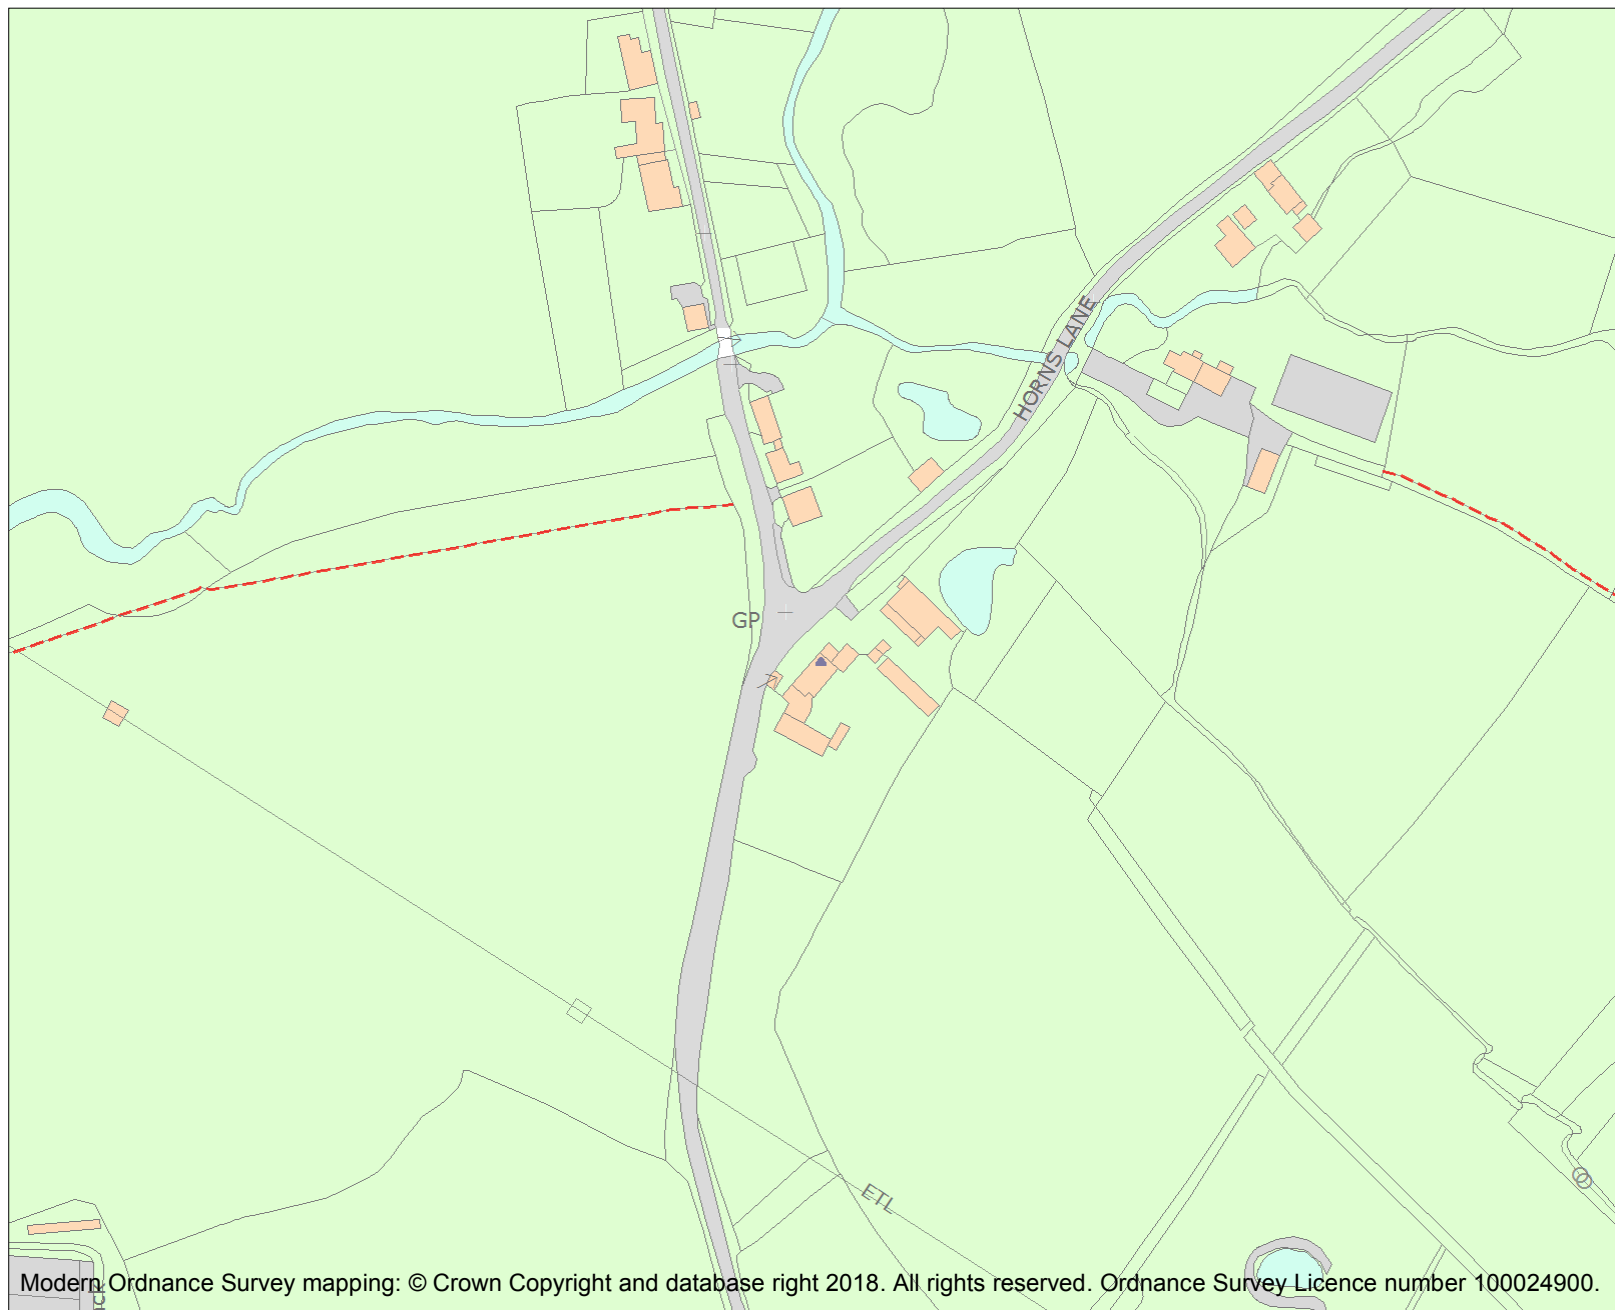 HORNS LANE
GP
ETL
Modern Ordnance Survey mapping: © Crown Copyright and database right 2018. All rights reserved. Ordnance Survey Licence number 100024900.